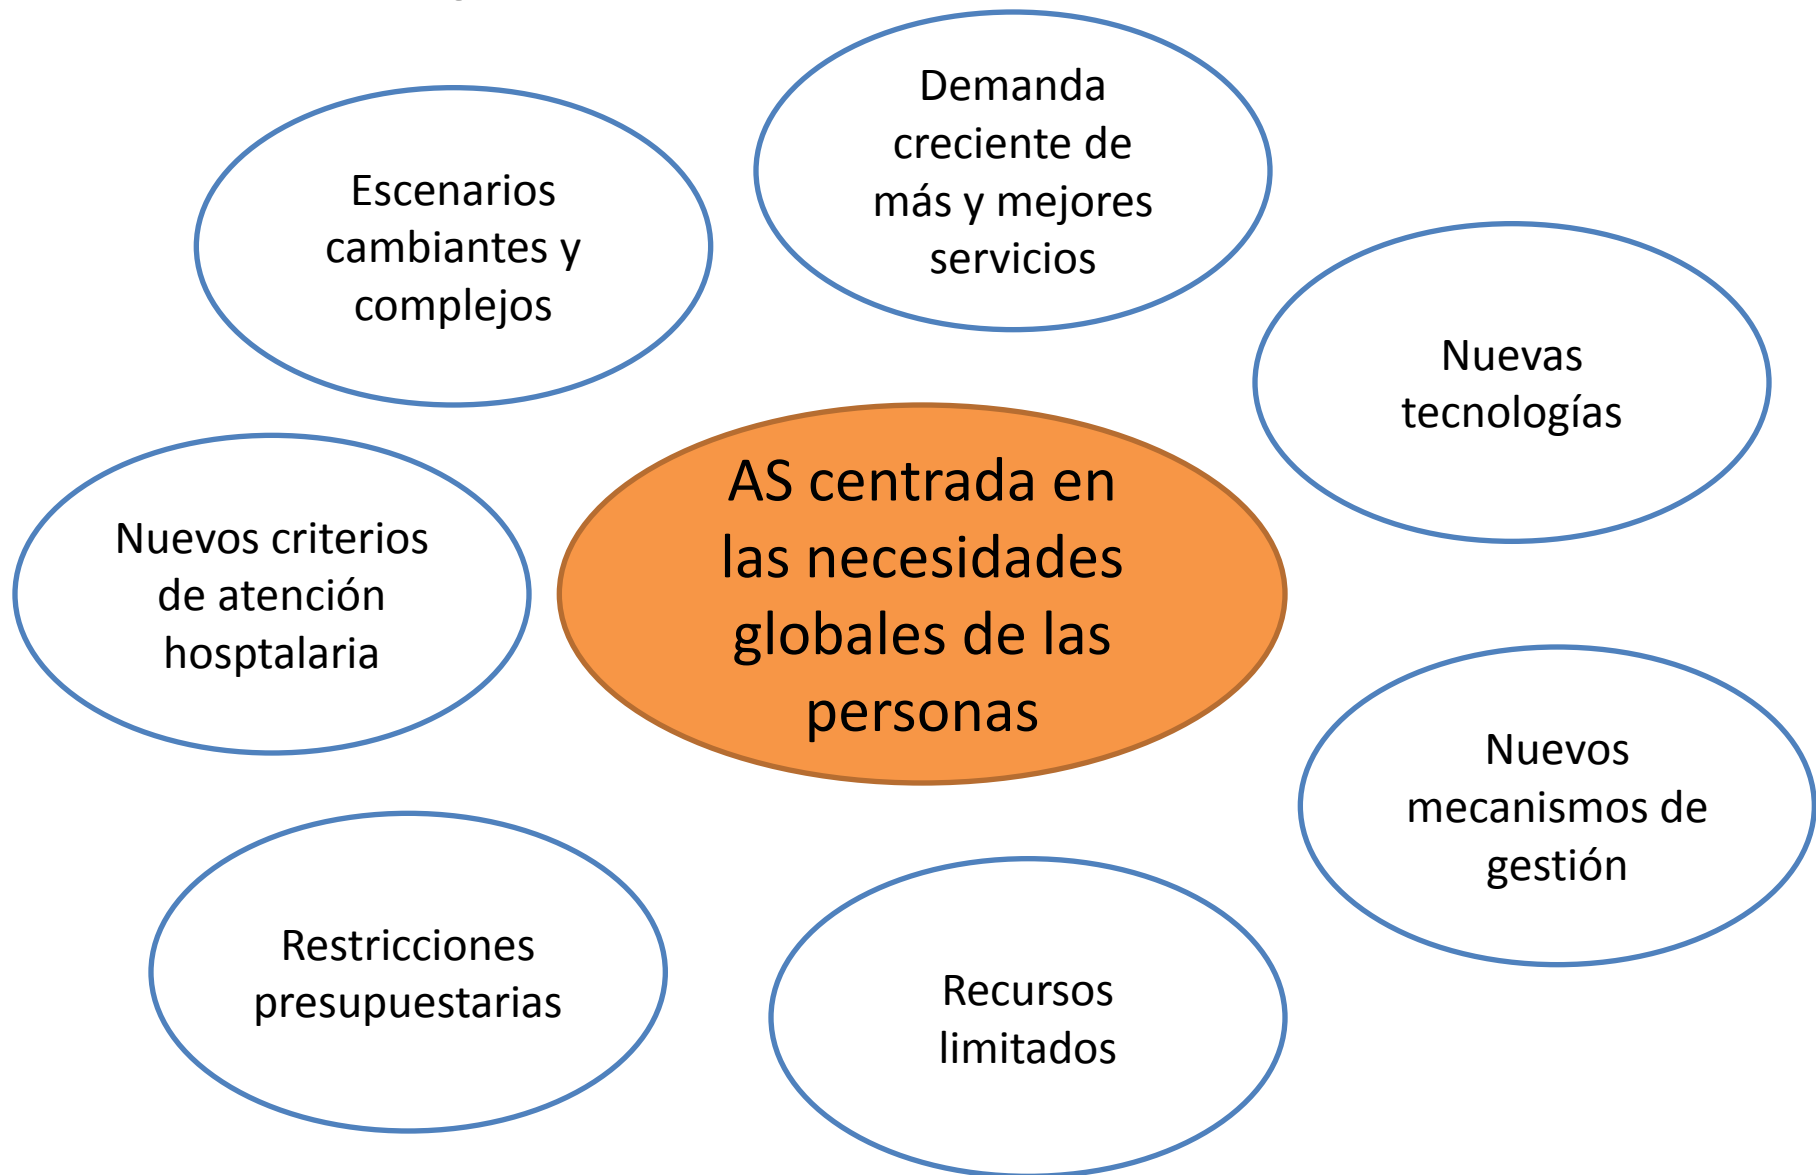 Demanda
creciente de
más y mejores
servicios
Escenarios
cambiantes y
complejos
Nuevas
tecnologías
AS centrada en
las necesidades
globales de las
personas
Nuevos criterios
de atención
hosptalaria
Nuevos
mecanismos de
gestión
Restricciones
presupuestarias
Recursos
limitados